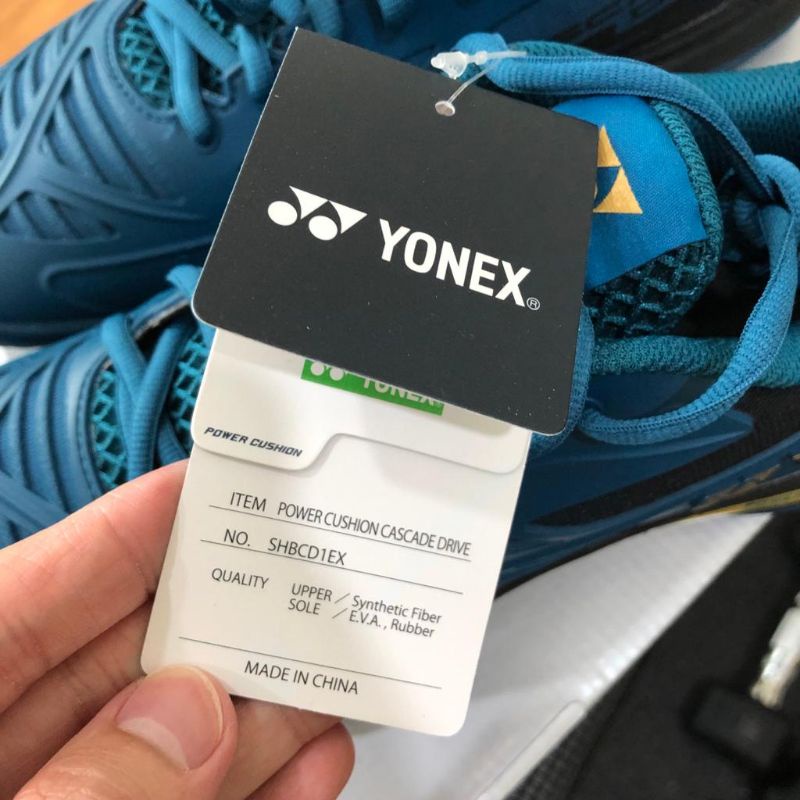 YONEX®
YONEX
POWER CUSHION
ITEM POWER CUSHION CASCADE DRIVE
NO. SHBCD1EX
QUALITY UPPER / Synthetic Fiber
SOLE / E.V.A. , Rubber
MADE IN CHINA